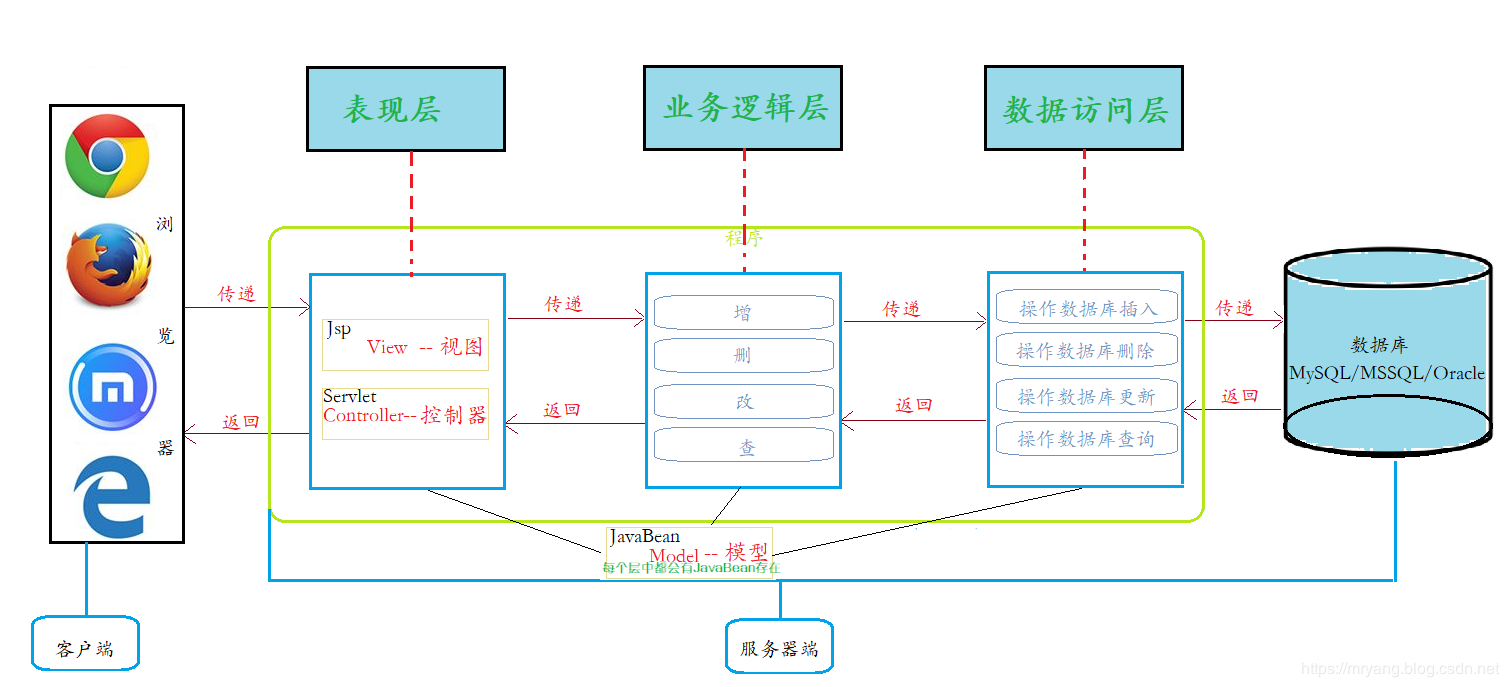 表现层
业务逻辑层
数据访问层
浏
览
器
程序
传递
返回
Jsp
View -- 视图
Servlet
Controller--控制器
传递
返回
增
删
改
查
传递
返回
操作数据库插入
操作数据库删除
操作数据库更新
操作数据库查询
传递
返回
数据库
MySQL/MSSQL/Oracle
JavaBean
Model -- 模型
每个层中都会有JavaBean存在
客户端
服务器端
https://mryang.blog.csdn.net